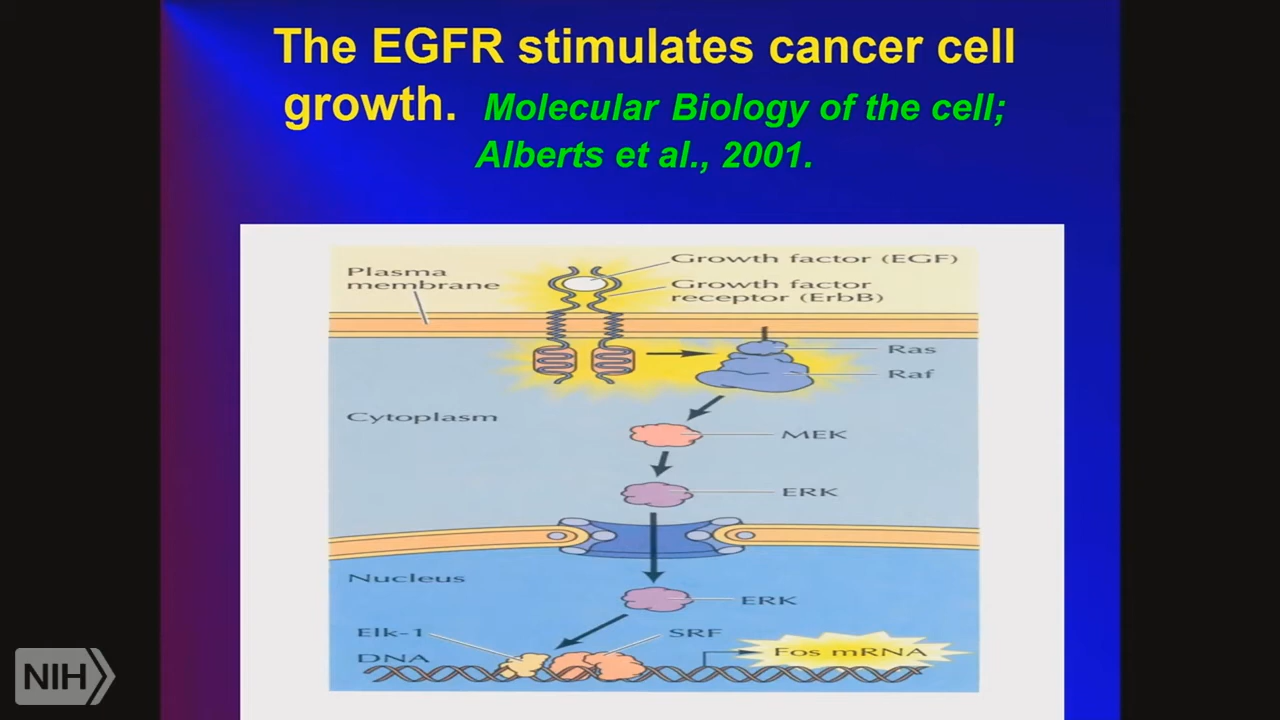 The EGFR stimulates cancer cell
growth. Molecular Biology of the cell;
Alberts et al., 2001.
Plasma
membrane
Growth factor (EGF)
Growth factor
receptor (ErbB)
Ras
Raf
Cytoplasm
MEK
ERK
Nucleus
ERK
Elk-1
SRF
DNA
Fos mRNA
NIH